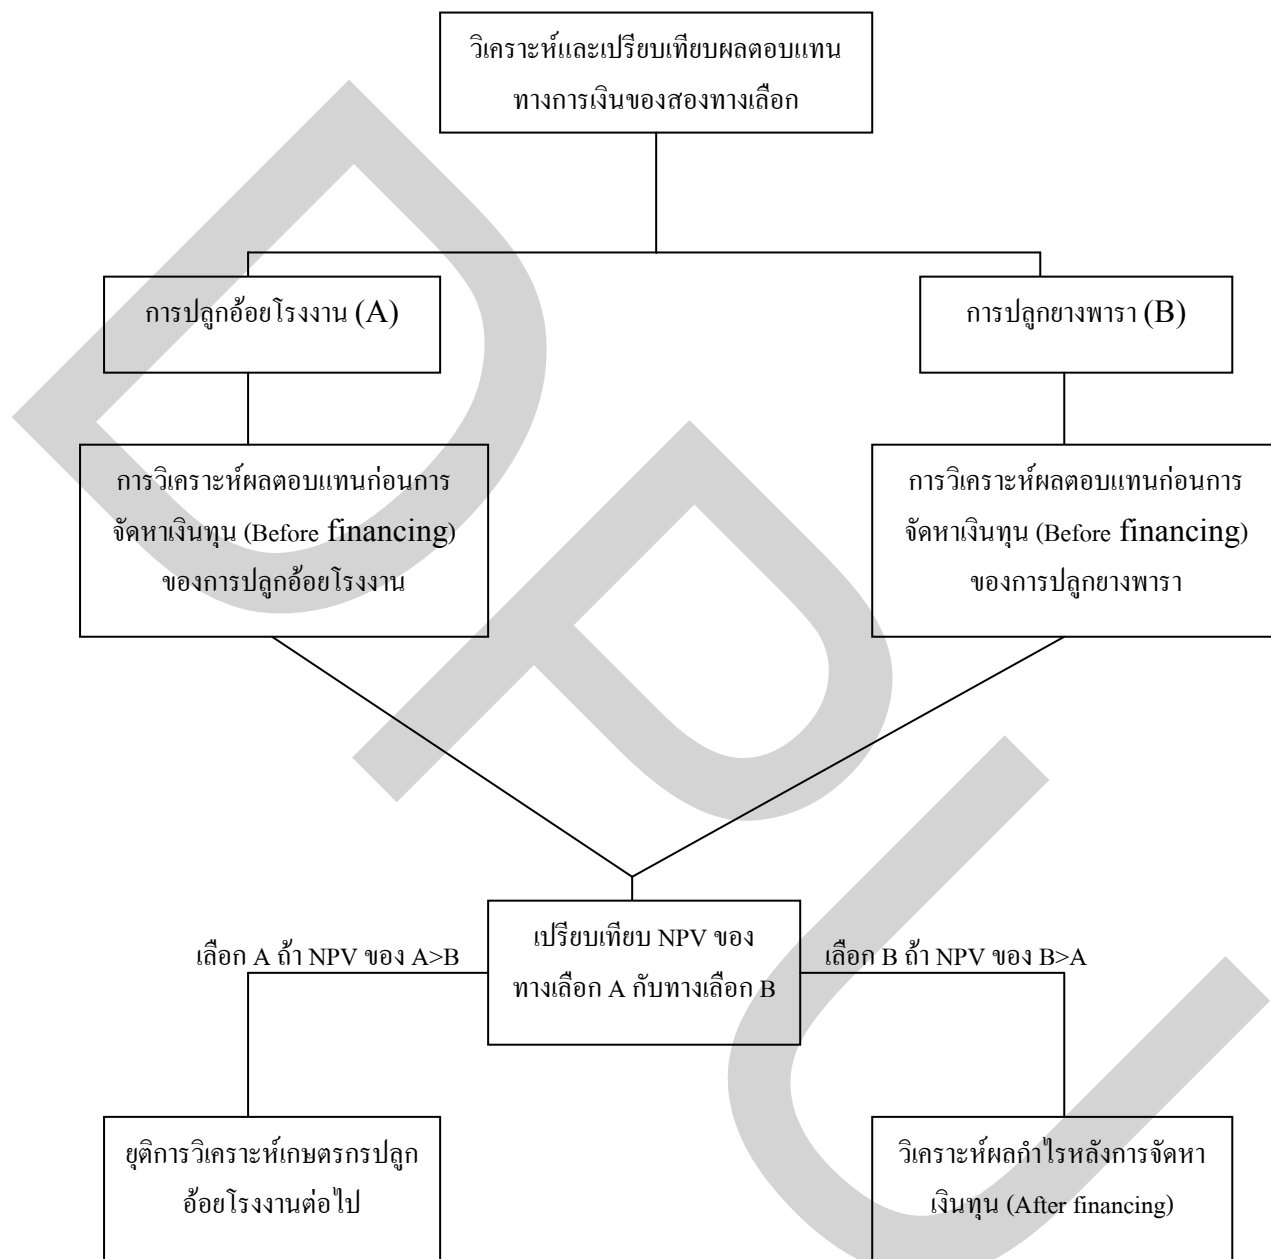 วิเคราะห์และเปรียบเทียบผลตอบแทน
ทางการเงินของสองทางเลือก
การปลูกอ้อยโรงงาน (A)
การปลูกยางพารา (B)
การวิเคราะห์ผลตอบแทนก่อนการ
จัดหาเงินทุน (Before financing)
ของการปลูกอ้อยโรงงาน
การวิเคราะห์ผลตอบแทนก่อนการ
จัดหาเงินทุน (Before financing)
ของการปลูกยางพารา
เปรียบเทียบ NPV ของ
ทางเลือก A กับทางเลือก B
เลือก A ถ้า NPV ของ A>B
เลือก B ถ้า NPV ของ B>A
ยุติการวิเคราะห์เกษตรกรปลูก
อ้อยโรงงานต่อไป
วิเคราะห์ผลกำไรหลังการจัดหา
เงินทุน (After financing)
DPU